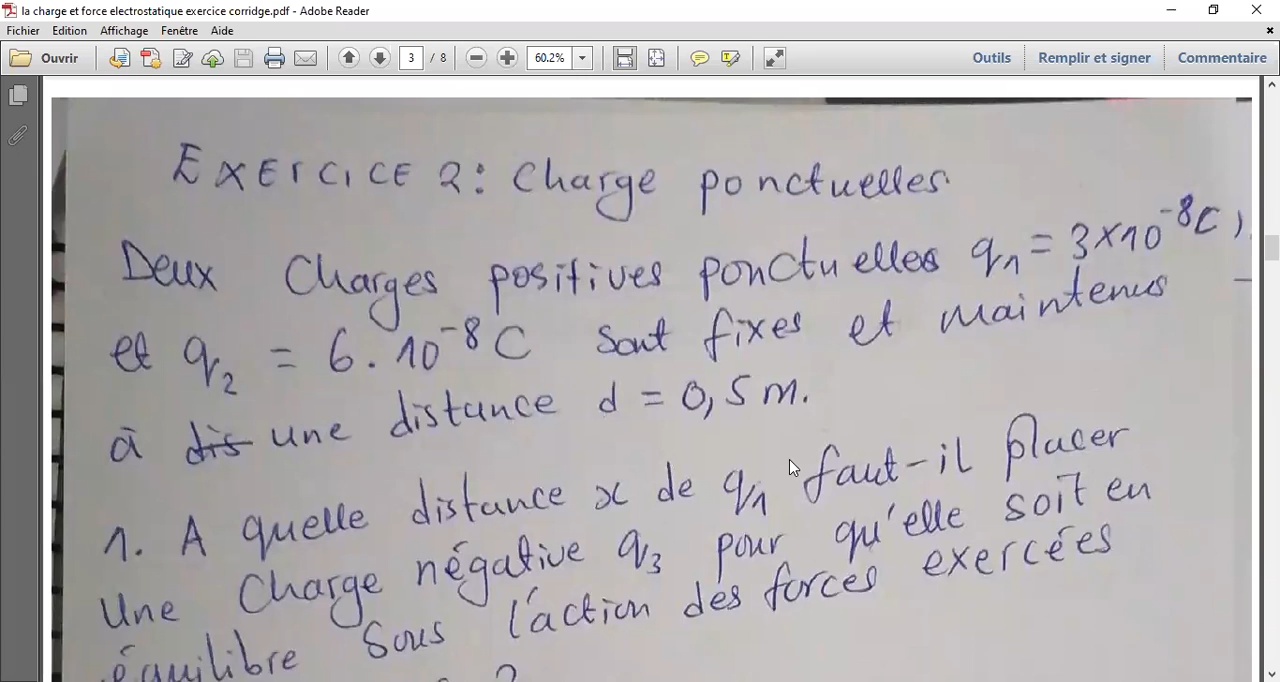 la charge et force electrostatique exercice corridge.pdf - Adobe Reader
Fichier Edition Affichage Fenêtre Aide
Ouvrir 3 / 8 60.2% Outils Remplir et signer Commentaire
EXERCICE 2: Charge ponctuelles.
Deux Charges positives ponctuelles q1 = 3×10^-8 C,
et q2 = 6.10^-8 C sont fixes et maintenus
à dis une distance d = 0,5 m.
1. A quelle distance x de q1 faut-il placer
Une Charge négative q3 pour qu'elle soit en
équilibre Sous l'action des forces exercées